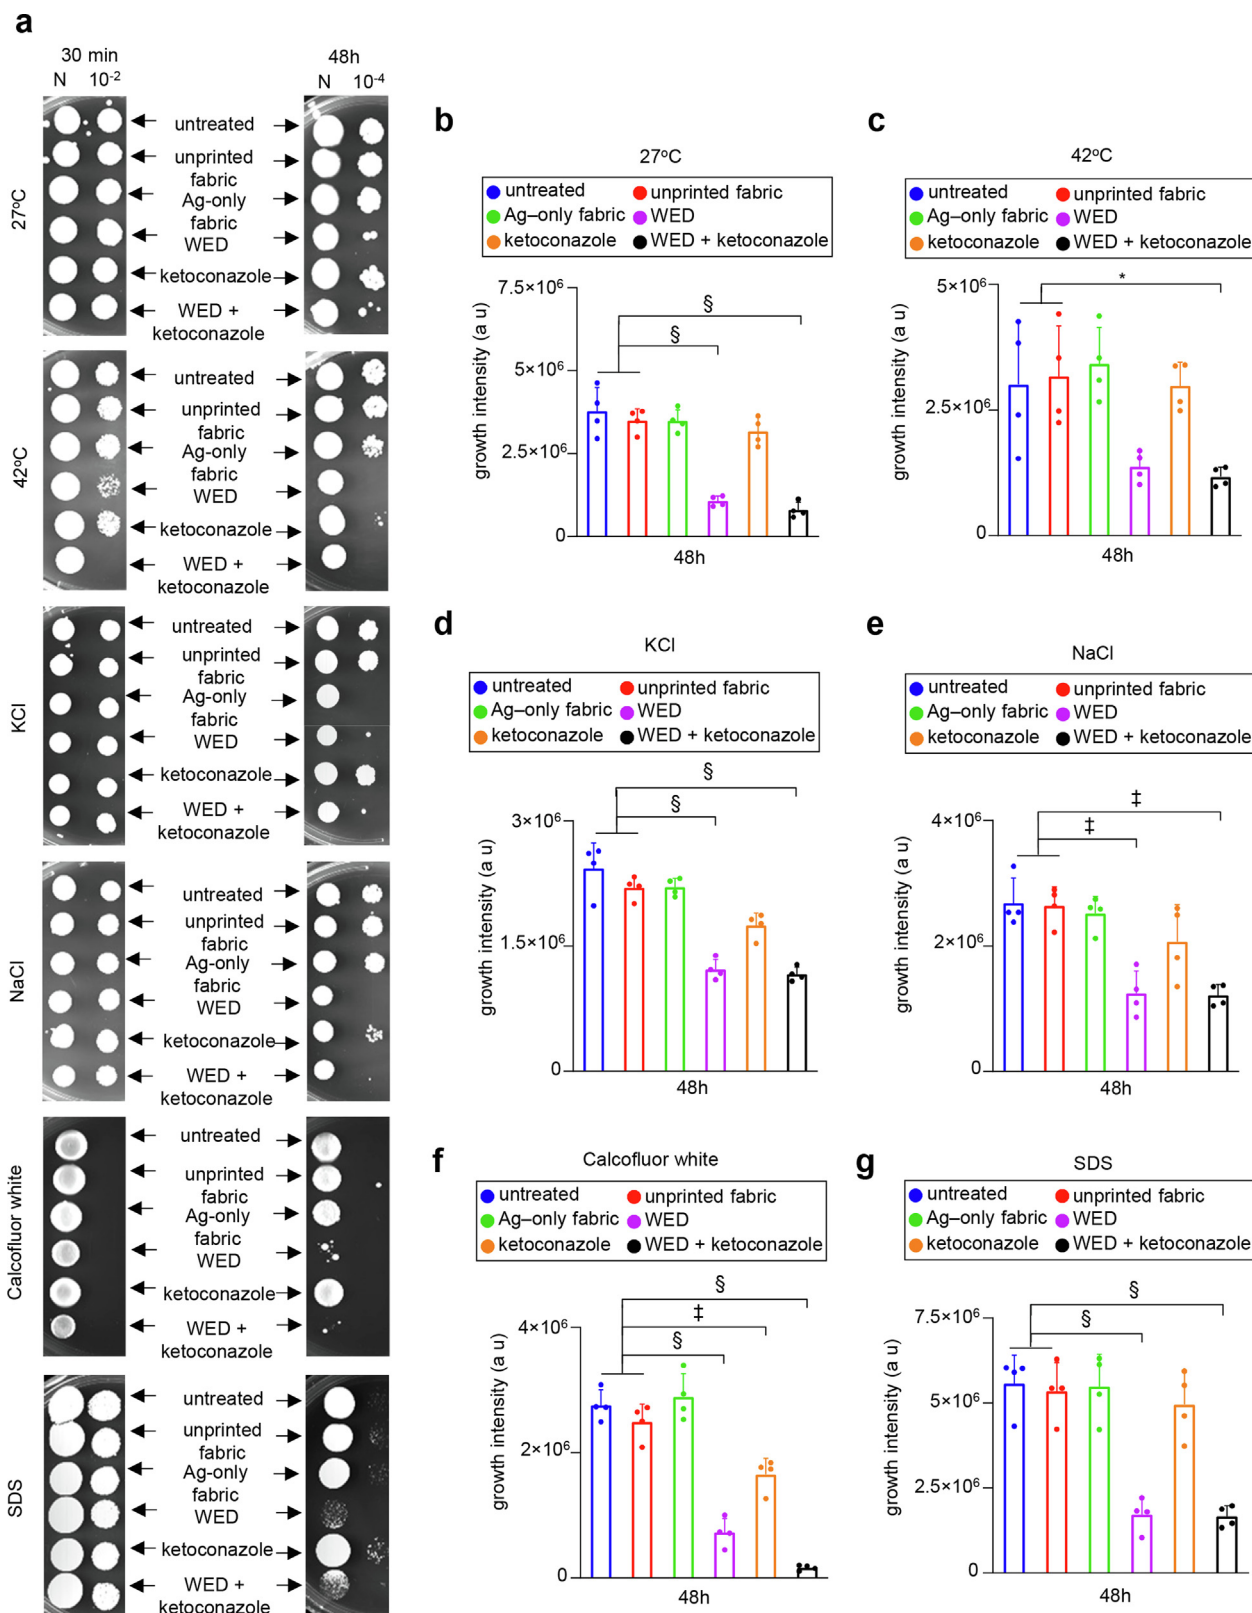 a
30 min
48h
N 10-2
N 10-4
27ºC
untreated
unprinted
fabric
Ag-only
fabric
WED
ketoconazole
WED +
ketoconazole
42ºC
untreated
unprinted
fabric
Ag-only
fabric
WED
ketoconazole
WED +
ketoconazole
KCl
untreated
unprinted
fabric
Ag-only
fabric
WED
ketoconazole
WED +
ketoconazole
NaCl
untreated
unprinted
fabric
Ag-only
fabric
WED
ketoconazole
WED +
ketoconazole
Calcofluor white
untreated
unprinted
fabric
Ag-only
fabric
WED
ketoconazole
WED +
ketoconazole
SDS
untreated
unprinted
fabric
Ag-only
fabric
WED
ketoconazole
WED +
ketoconazole
b
27ºC
untreated unprinted fabric
Ag–only fabric WED
ketoconazole WED + ketoconazole
growth intensity (a u)
7.5×10⁶
5×10⁶
2.5×10⁶
0
§
§
48h
c
42ºC
untreated unprinted fabric
Ag–only fabric WED
ketoconazole WED + ketoconazole
growth intensity (a u)
5×10⁶
2.5×10⁶
0
*
48h
d
KCl
untreated unprinted fabric
Ag–only fabric WED
ketoconazole WED + ketoconazole
growth intensity (a u)
3×10⁶
1.5×10⁶
0
§
§
48h
e
NaCl
untreated unprinted fabric
Ag–only fabric WED
ketoconazole WED + ketoconazole
growth intensity (a u)
4×10⁶
2×10⁶
0
‡
‡
48h
f
Calcofluor white
untreated unprinted fabric
Ag–only fabric WED
ketoconazole WED + ketoconazole
growth intensity (a u)
4×10⁶
2×10⁶
0
§
‡
§
48h
g
SDS
untreated unprinted fabric
Ag–only fabric WED
ketoconazole WED + ketoconazole
growth intensity (a u)
7.5×10⁶
5×10⁶
2.5×10⁶
0
§
§
48h